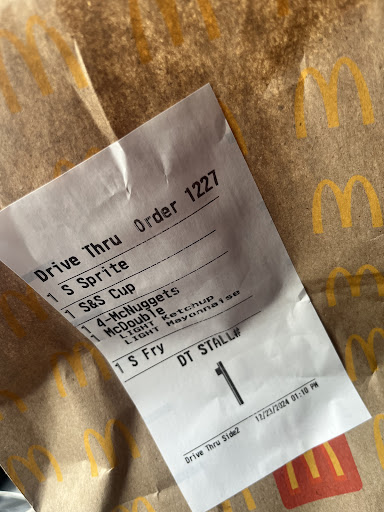 Drive Thru Order 1227
1 S Sprite
1 S&S Cup
1 4-McNuggets
1 McDouble
LIGHT Ketchup
LIGHT Mayonnaise
1 S Fry
DT STALL#
1
Drive Thru Side2 12/23/2024 01:10 PM